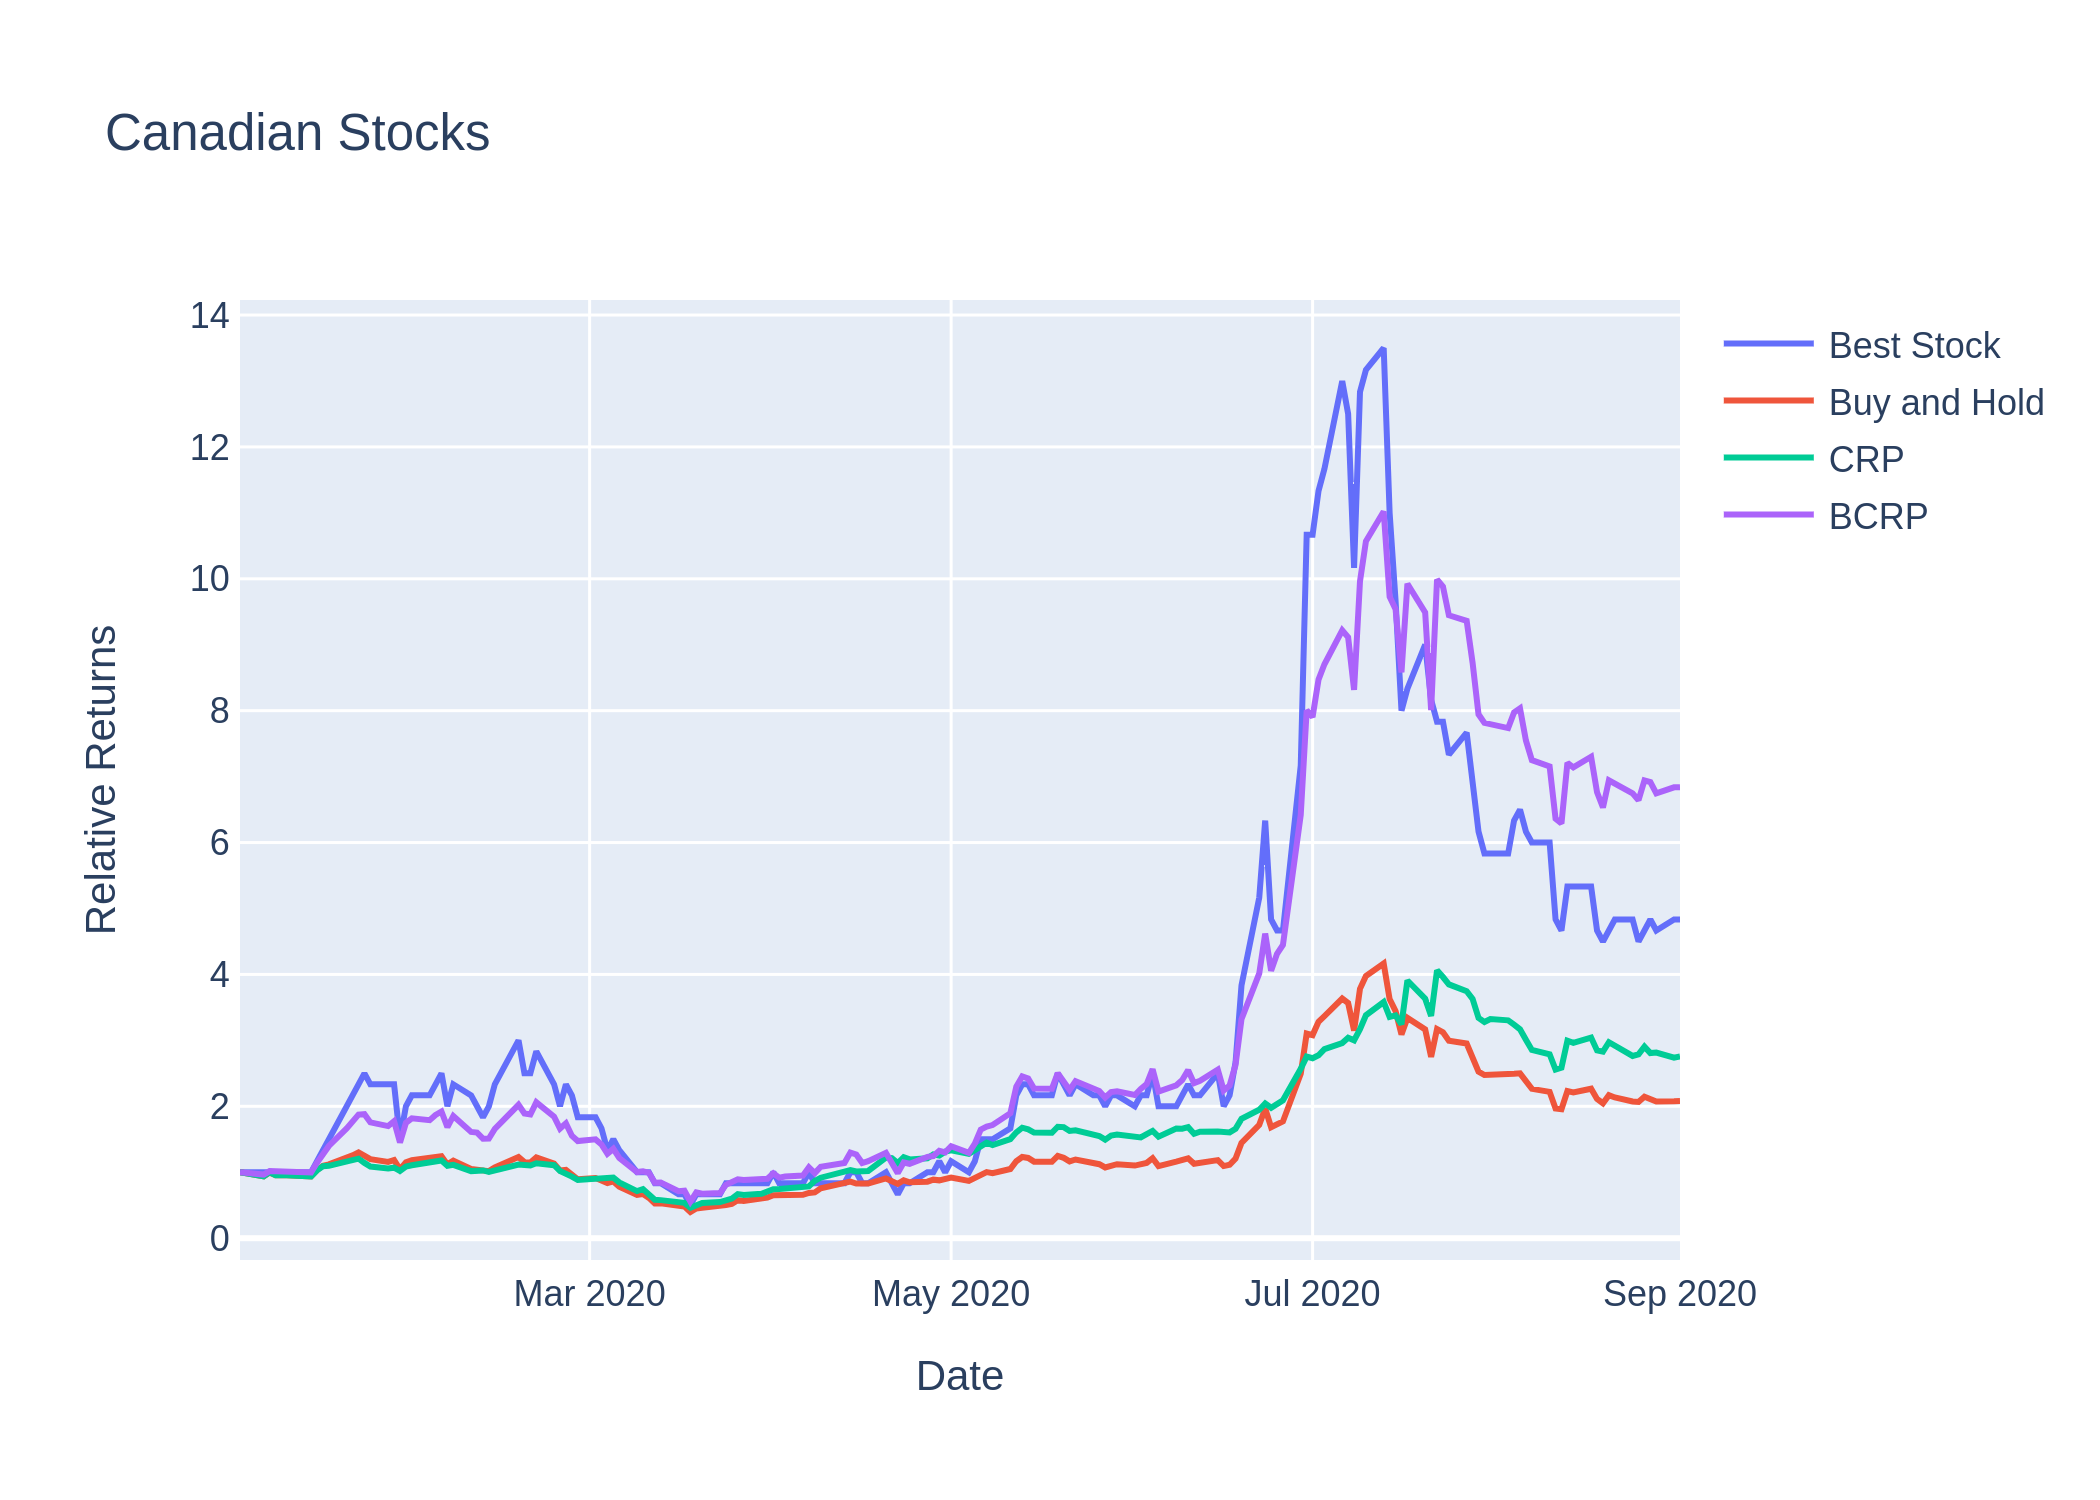 Canadian Stocks
14
12
10
8
6
4
2
0
Relative Returns
Mar 2020
May 2020
Jul 2020
Sep 2020
Date
Best Stock
Buy and Hold
CRP
BCRP